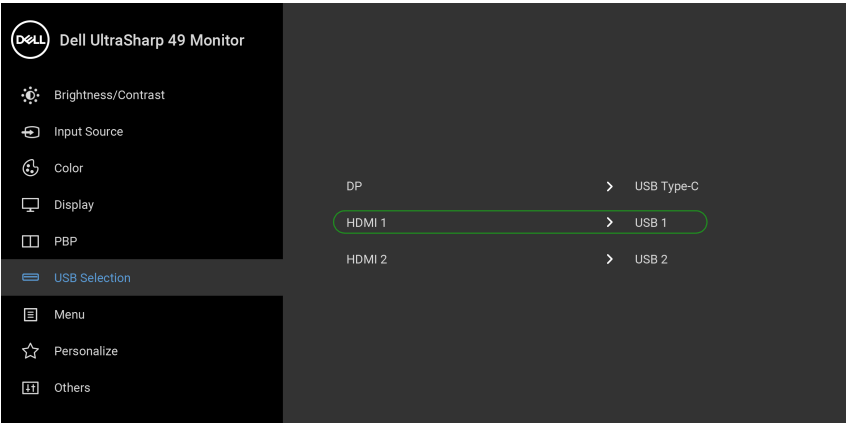 DELL
Dell UltraSharp 49 Monitor
Brightness/Contrast
Input Source
Color
Display
PBP
USB Selection
Menu
Personalize
Others
DP > USB Type-C
HDMI 1 > USB 1
HDMI 2 > USB 2